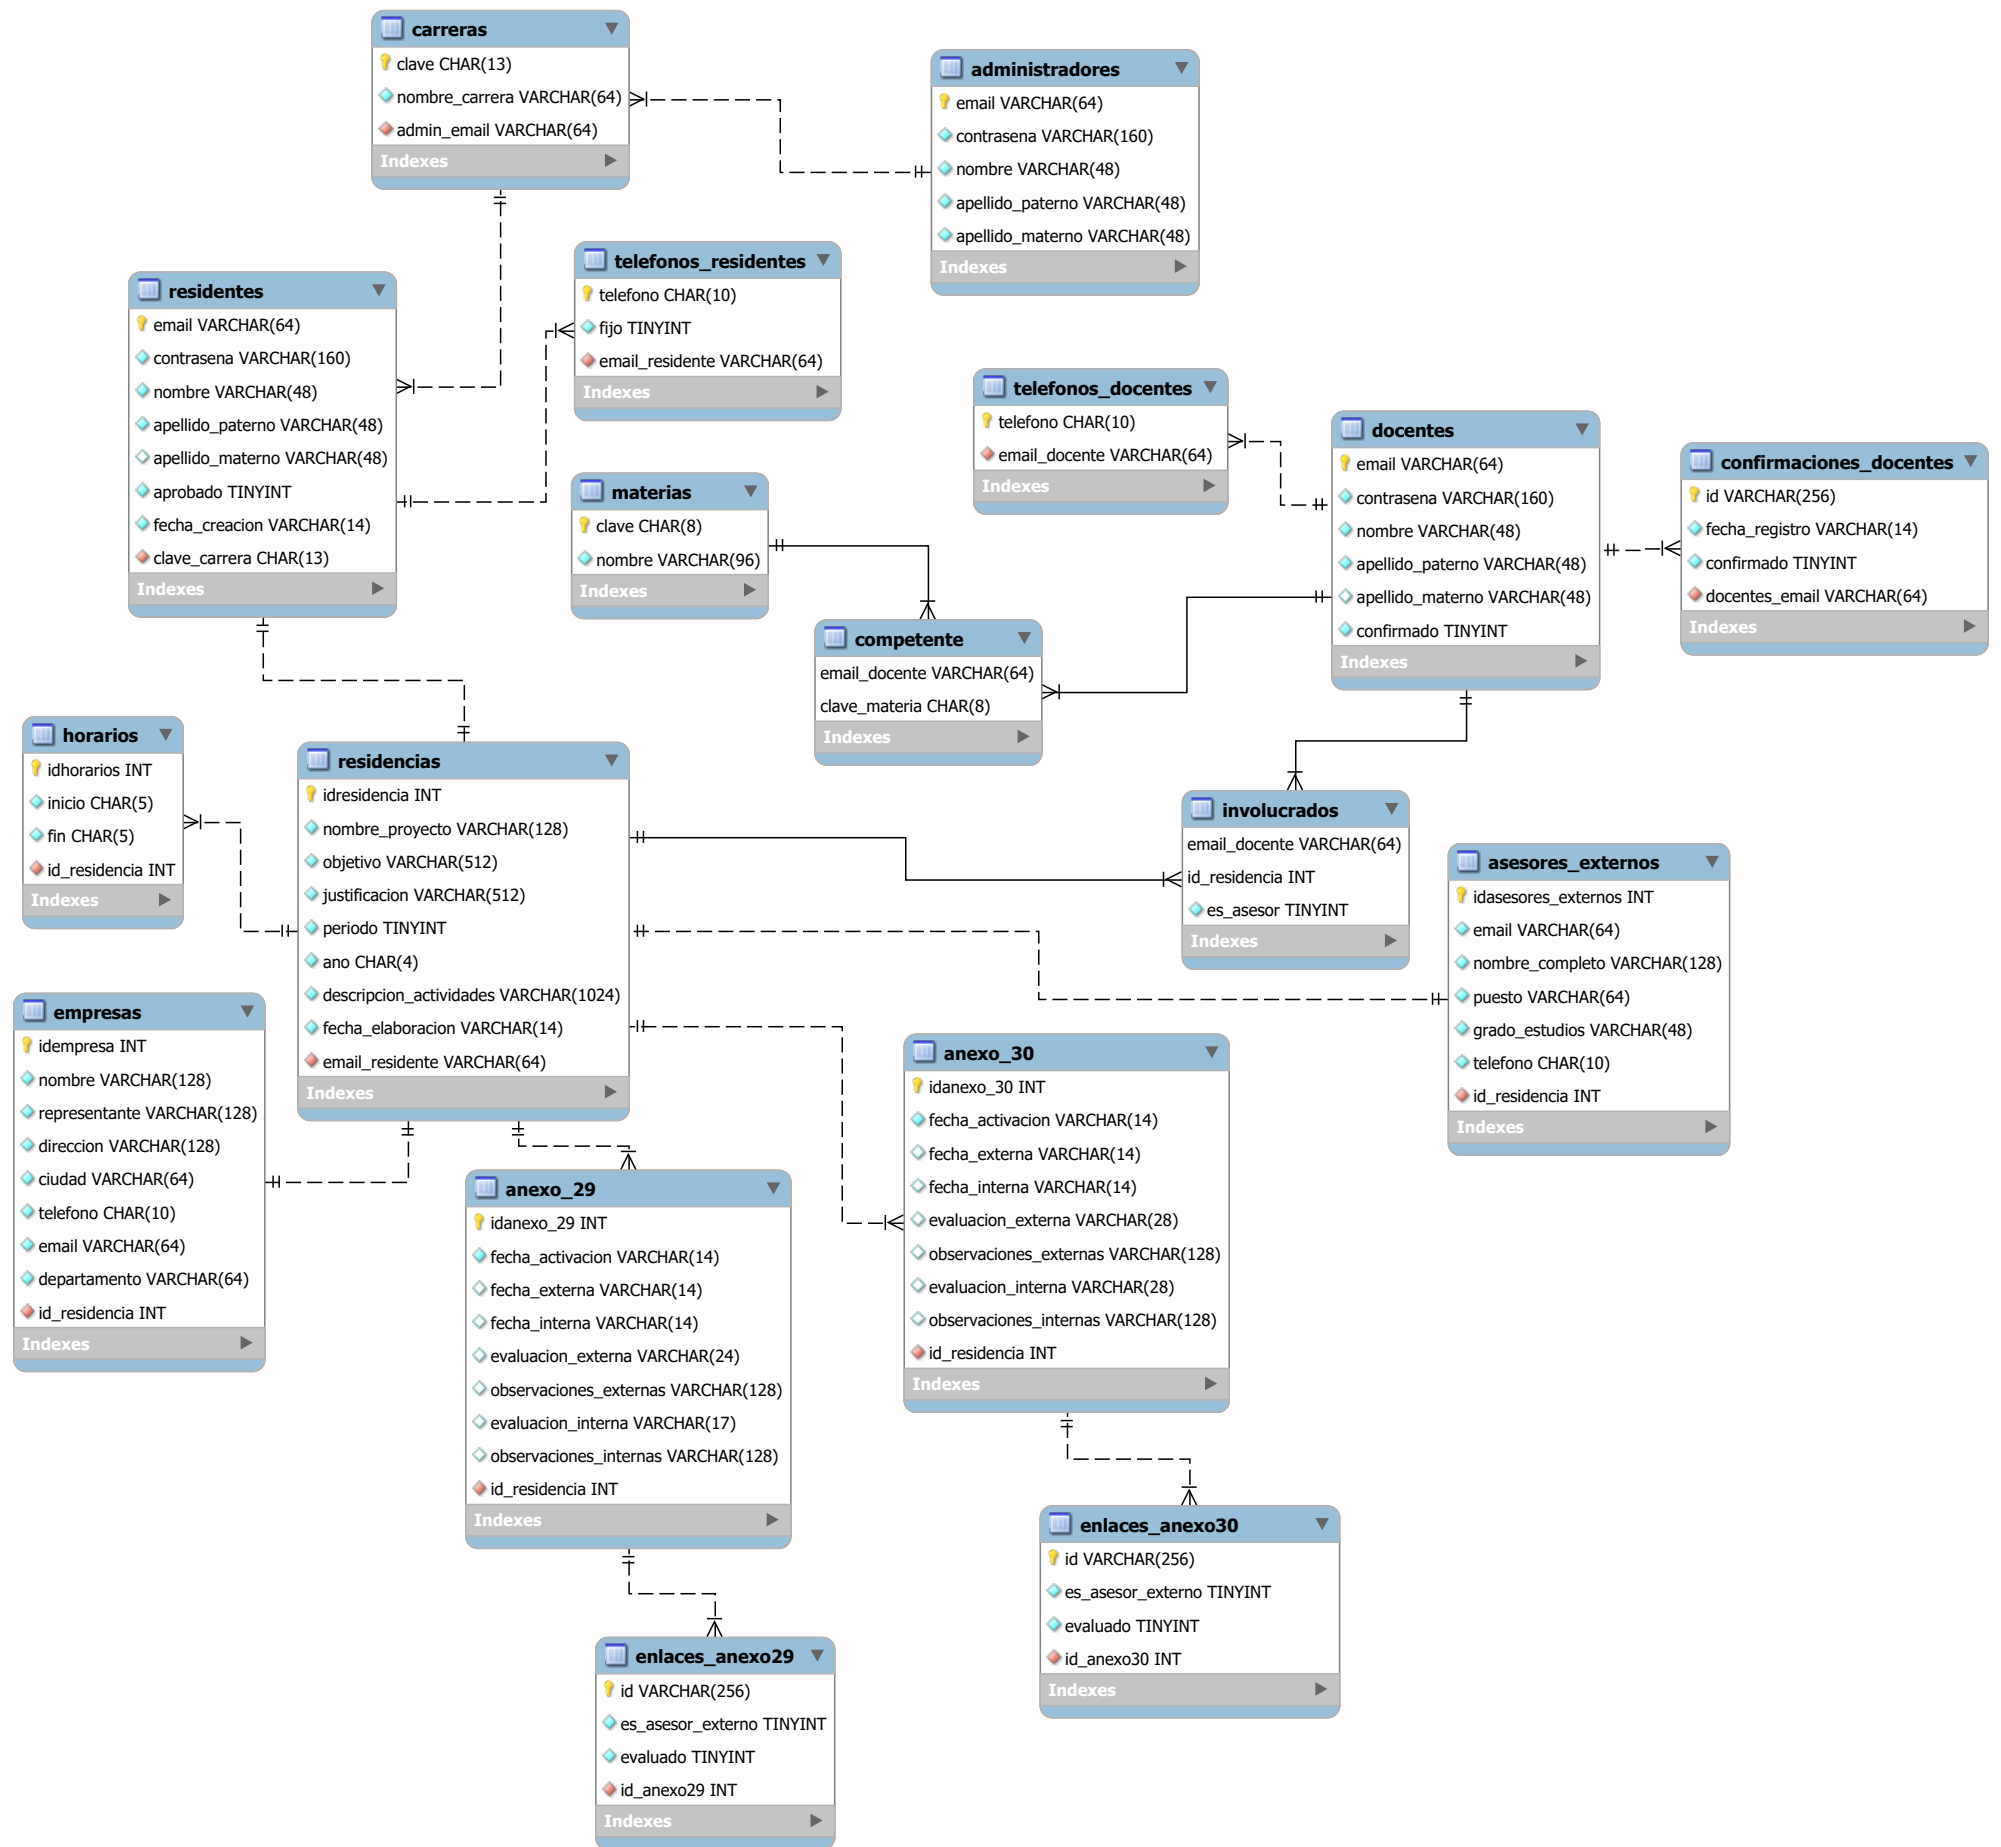 carreras
clave CHAR(13)
nombre_carrera VARCHAR(64)
admin_email VARCHAR(64)
Indexes
administradores
email VARCHAR(64)
contrasena VARCHAR(160)
nombre VARCHAR(48)
apellido_paterno VARCHAR(48)
apellido_materno VARCHAR(48)
Indexes
residentes
email VARCHAR(64)
contrasena VARCHAR(160)
nombre VARCHAR(48)
apellido_paterno VARCHAR(48)
apellido_materno VARCHAR(48)
aprobado TINYINT
fecha_creacion VARCHAR(14)
clave_carrera CHAR(13)
Indexes
telefonos_residentes
telefono CHAR(10)
fijo TINYINT
email_residente VARCHAR(64)
Indexes
telefonos_docentes
telefono CHAR(10)
email_docente VARCHAR(64)
Indexes
docentes
email VARCHAR(64)
contrasena VARCHAR(160)
nombre VARCHAR(48)
apellido_paterno VARCHAR(48)
apellido_materno VARCHAR(48)
confirmado TINYINT
Indexes
confirmaciones_docentes
id VARCHAR(256)
fecha_registro VARCHAR(14)
confirmado TINYINT
docentes_email VARCHAR(64)
Indexes
materias
clave CHAR(8)
nombre VARCHAR(96)
Indexes
competente
email_docente VARCHAR(64)
clave_materia CHAR(8)
Indexes
horarios
idhorarios INT
inicio CHAR(5)
fin CHAR(5)
id_residencia INT
Indexes
residencias
idresidencia INT
nombre_proyecto VARCHAR(128)
objetivo VARCHAR(512)
justificacion VARCHAR(512)
periodo TINYINT
ano CHAR(4)
descripcion_actividades VARCHAR(1024)
fecha_elaboracion VARCHAR(14)
email_residente VARCHAR(64)
Indexes
involucrados
email_docente VARCHAR(64)
id_residencia INT
es_asesor TINYINT
Indexes
asesores_externos
idasesores_externos INT
email VARCHAR(64)
nombre_completo VARCHAR(128)
puesto VARCHAR(64)
grado_estudios VARCHAR(48)
telefono CHAR(10)
id_residencia INT
Indexes
empresas
idempresa INT
nombre VARCHAR(128)
representante VARCHAR(128)
direccion VARCHAR(128)
ciudad VARCHAR(64)
telefono CHAR(10)
email VARCHAR(64)
departamento VARCHAR(64)
id_residencia INT
Indexes
anexo_30
idanexo_30 INT
fecha_activacion VARCHAR(14)
fecha_externa VARCHAR(14)
fecha_interna VARCHAR(14)
evaluacion_externa VARCHAR(28)
observaciones_externas VARCHAR(128)
evaluacion_interna VARCHAR(28)
observaciones_internas VARCHAR(128)
id_residencia INT
Indexes
anexo_29
idanexo_29 INT
fecha_activacion VARCHAR(14)
fecha_externa VARCHAR(14)
fecha_interna VARCHAR(14)
evaluacion_externa VARCHAR(24)
observaciones_externas VARCHAR(128)
evaluacion_interna VARCHAR(17)
observaciones_internas VARCHAR(128)
id_residencia INT
Indexes
enlaces_anexo30
id VARCHAR(256)
es_asesor_externo TINYINT
evaluado TINYINT
id_anexo30 INT
Indexes
enlaces_anexo29
id VARCHAR(256)
es_asesor_externo TINYINT
evaluado TINYINT
id_anexo29 INT
Indexes